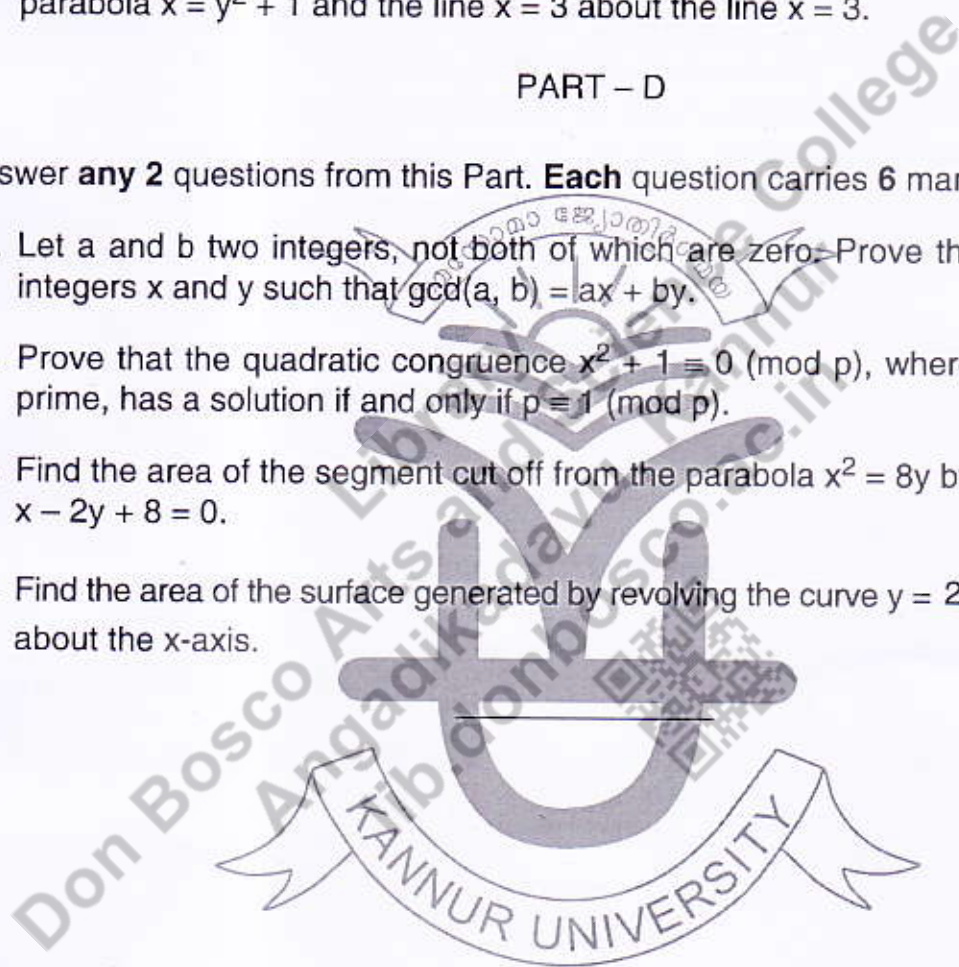 parabola x = y² + 1 and the line x = 3 about the line x = 3.
PART – D
swer any 2 questions from this Part. Each question carries 6 mar
Let a and b two integers, not both of which are zero. Prove th
integers x and y such that gcd(a, b) = ax + by.
Prove that the quadratic congruence x² + 1 ≡ 0 (mod p), wher
prime, has a solution if and only if p ≡ 1 (mod p).
Find the area of the segment cut off from the parabola x² = 8y b
x – 2y + 8 = 0.
Find the area of the surface generated by revolving the curve y = 2
about the x-axis.
Don Bosco Arts and Science College
Angadikadavu, Kannur
Library
lib.donbosco.ac.in
KANNUR UNIVERSITY